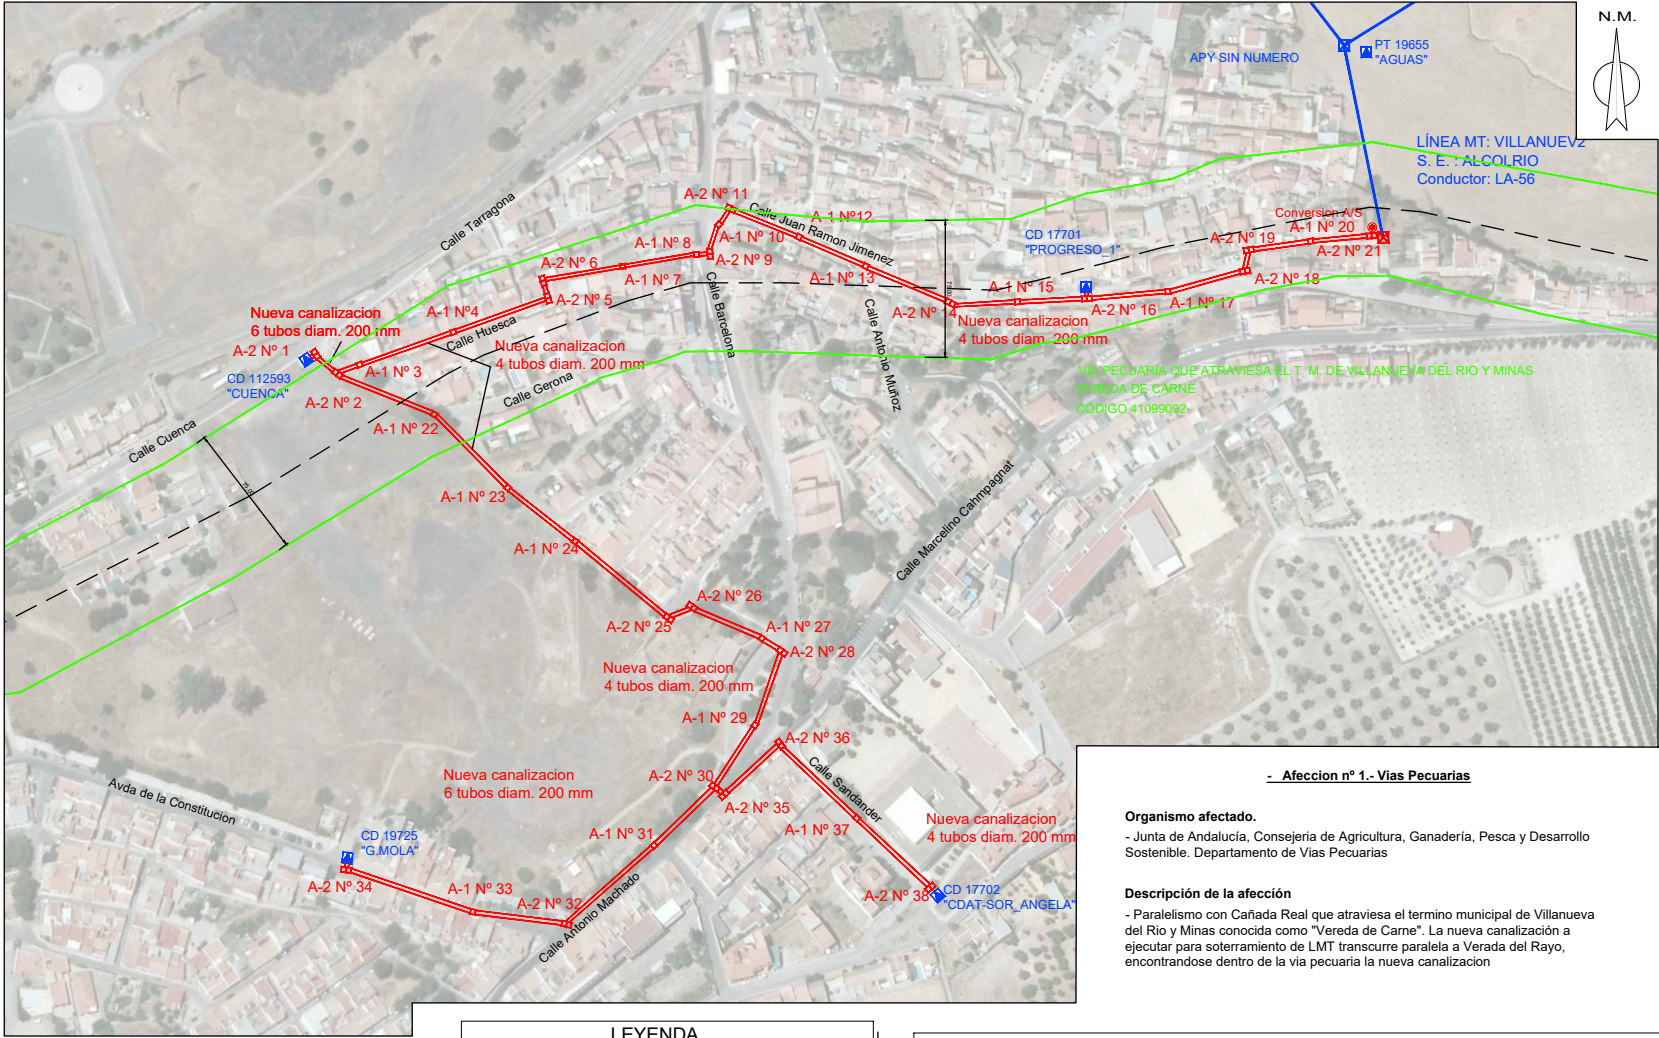 N.M.
APY SIN NUMERO
PT 19655
"AGUAS"
LÍNEA MT: VILLANUEV2
S. E. : ALCOLRIO
Conductor: LA-56
Calle Tarragona
A-2 Nº 11
Calle Juan Ramon Jimenez
A-1 Nº12
CD 17701
"PROGRESO_1"
Conversion A/S
A-1 Nº 20
A-2 Nº 19
A-2 Nº 21
A-1 Nº 10
A-1 Nº 8
A-2 Nº 9
A-2 Nº 6
A-1 Nº 7
A-1 Nº 13
A-2 Nº 18
A-1 Nº 15
A-1 Nº 17
A-2 Nº 5
A-2 Nº 14
A-2 Nº 16
Calle Barcelona
Calle Antonio Muñoz
75.00
Nueva canalizacion
6 tubos diam. 200 mm
A-1 Nº4
Calle Huesca
Nueva canalizacion
4 tubos diam. 200 mm
Nueva canalizacion
4 tubos diam. 200 mm
A-2 Nº 1
A-1 Nº 3
CD 112593
"CUENCA"
A-2 Nº 2
Calle Gerona
VIA PECUARIA QUE ATRAVIESA EL T. M. DE VILLANUEVA DEL RIO Y MINAS
VEREDA DE CARNE
CÓDIGO 41099002
A-1 Nº 22
Calle Cuenca
75.00
A-1 Nº 23
Calle Marcelino Cahmpagnat
A-1 Nº 24
A-2 Nº 26
A-2 Nº 25
A-1 Nº 27
A-2 Nº 28
Nueva canalizacion
4 tubos diam. 200 mm
A-1 Nº 29
A-2 Nº 36
Nueva canalizacion
6 tubos diam. 200 mm
A-2 Nº 30
Calle Sandander
A-2 Nº 35
Avda de la Constitucion
A-1 Nº 31
A-1 Nº 37
Nueva canalizacion
4 tubos diam. 200 mm
CD 19725
"G.MOLA"
A-2 Nº 34
A-1 Nº 33
A-2 Nº 32
A-2 Nº 38
CD 17702
"CDAT-SOR_ANGELA"
Calle Antonio Machado
- Afeccion nº 1.- Vias Pecuarias
Organismo afectado.
- Junta de Andalucía, Consejeria de Agricultura, Ganadería, Pesca y Desarrollo
Sostenible. Departamento de Vias Pecuarias
Descripción de la afección
- Paralelismo con Cañada Real que atraviesa el termino municipal de Villanueva
del Rio y Minas conocida como "Vereda de Carne". La nueva canalización a
ejecutar para soterramiento de LMT transcurre paralela a Verada del Rayo,
encontrandose dentro de la via pecuaria la nueva canalizacion
LEYENDA